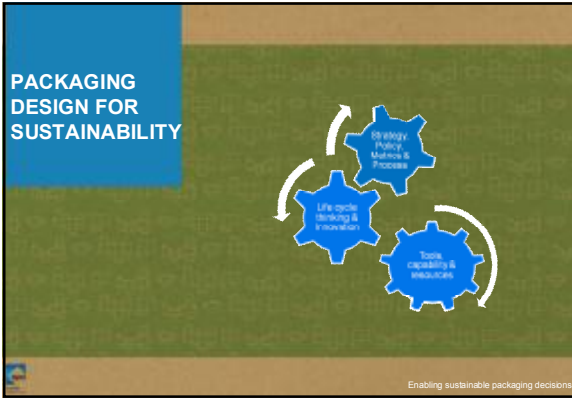 PACKAGING
DESIGN FOR
SUSTAINABILITY
Strategy,
Policy,
Metrics &
Process
Life cycle
thinking &
Innovation
Tools,
capability &
resources
Enabling sustainable packaging decisions